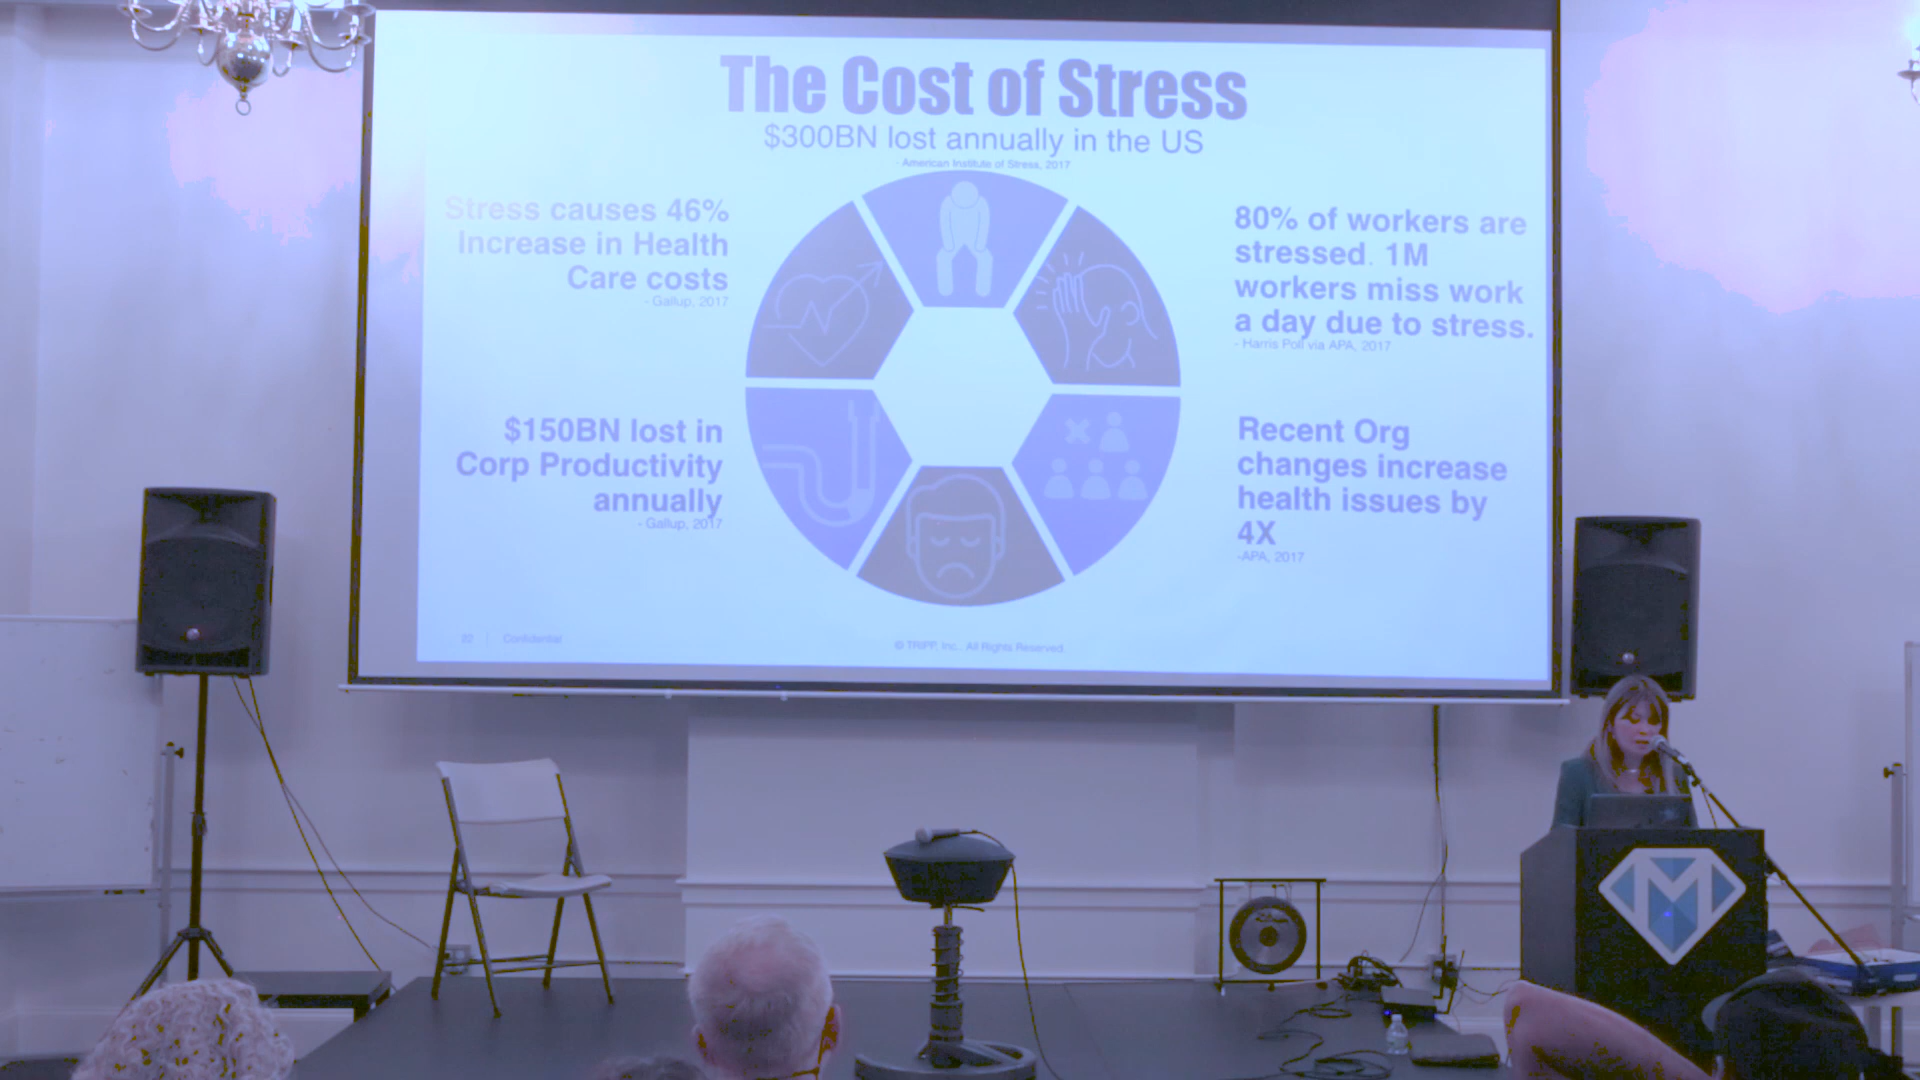 The Cost of Stress
$300BN lost annually in the US
- American Institute of Stress, 2017
Stress causes 46%
Increase in Health
Care costs
- Gallup, 2017
80% of workers are
stressed. 1M
workers miss work
a day due to stress.
- Harris Poll via APA, 2017
$150BN lost in
Corp Productivity
annually
- Gallup, 2017
Recent Org
changes increase
health issues by
4X
-APA, 2017
Confidential
© TRIPP, Inc.. All Rights Reserved.
M